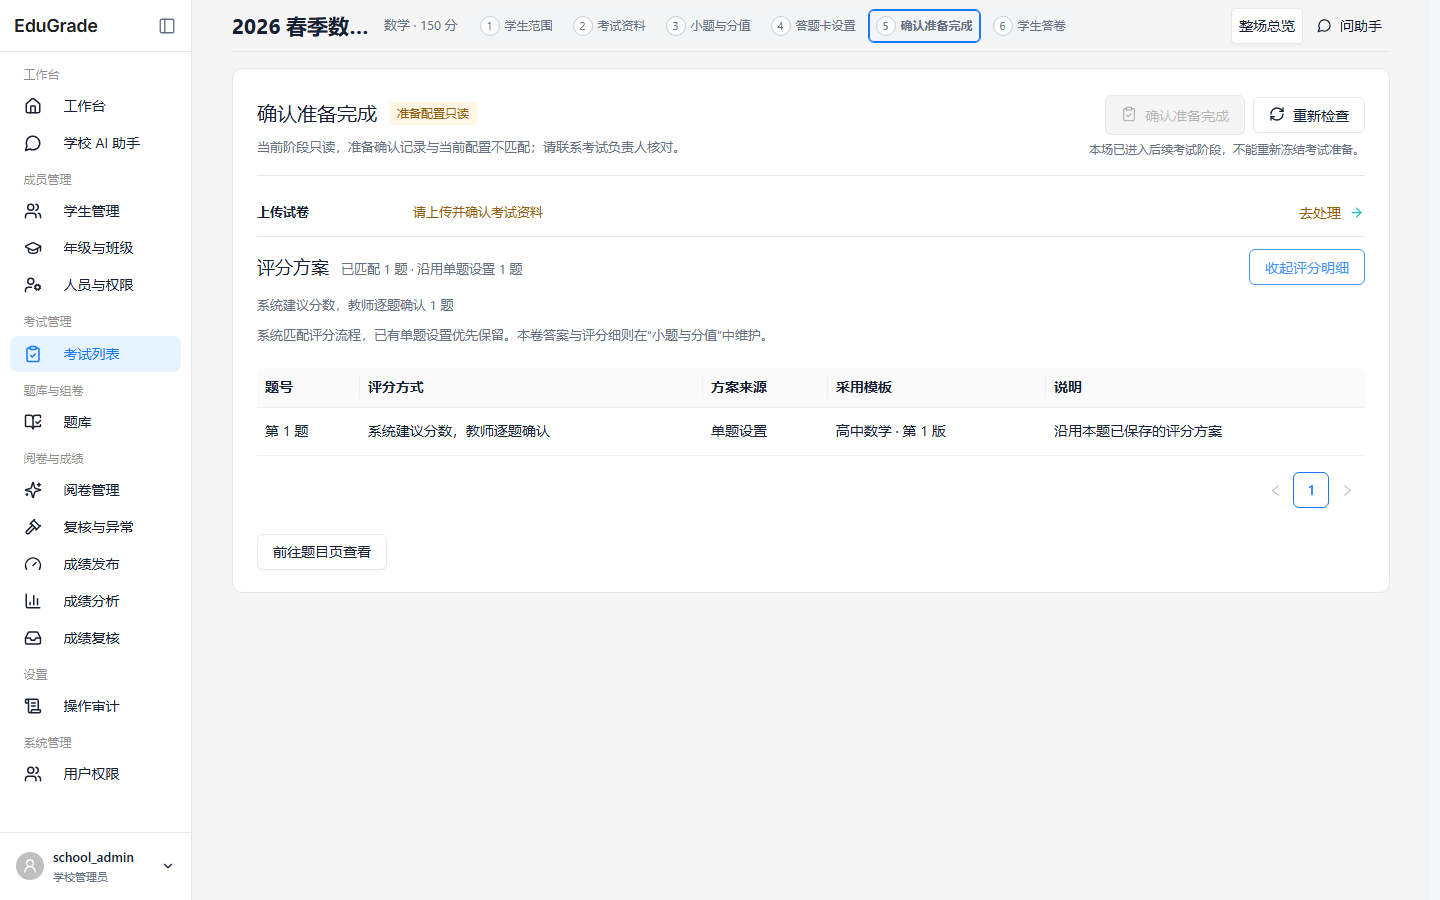 EduGrade
工作台
工作台
学校 AI 助手
成员管理
学生管理
年级与班级
人员与权限
考试管理
考试列表
题库与组卷
题库
阅卷与成绩
阅卷管理
复核与异常
成绩发布
成绩分析
成绩复核
设置
操作审计
系统管理
用户权限
school_admin
学校管理员
2026 春季数... 数学 · 150 分 1 学生范围 2 考试资料 3 小题与分值 4 答题卡设置 5 确认准备完成 6 学生答卷 整场总览 问助手
确认准备完成 准备配置只读 确认准备完成 重新检查
当前阶段只读，准备确认记录与当前配置不匹配；请联系考试负责人核对。 本场已进入后续考试阶段，不能重新冻结考试准备。
上传试卷 请上传并确认考试资料 去处理
评分方案 已匹配 1 题 · 沿用单题设置 1 题 收起评分明细
系统建议分数，教师逐题确认 1 题
系统匹配评分流程，已有单题设置优先保留。本卷答案与评分细则在“小题与分值”中维护。
题号 评分方式 方案来源 采用模板 说明
第 1 题 系统建议分数，教师逐题确认 单题设置 高中数学 · 第 1 版 沿用本题已保存的评分方案
1
前往题目页查看